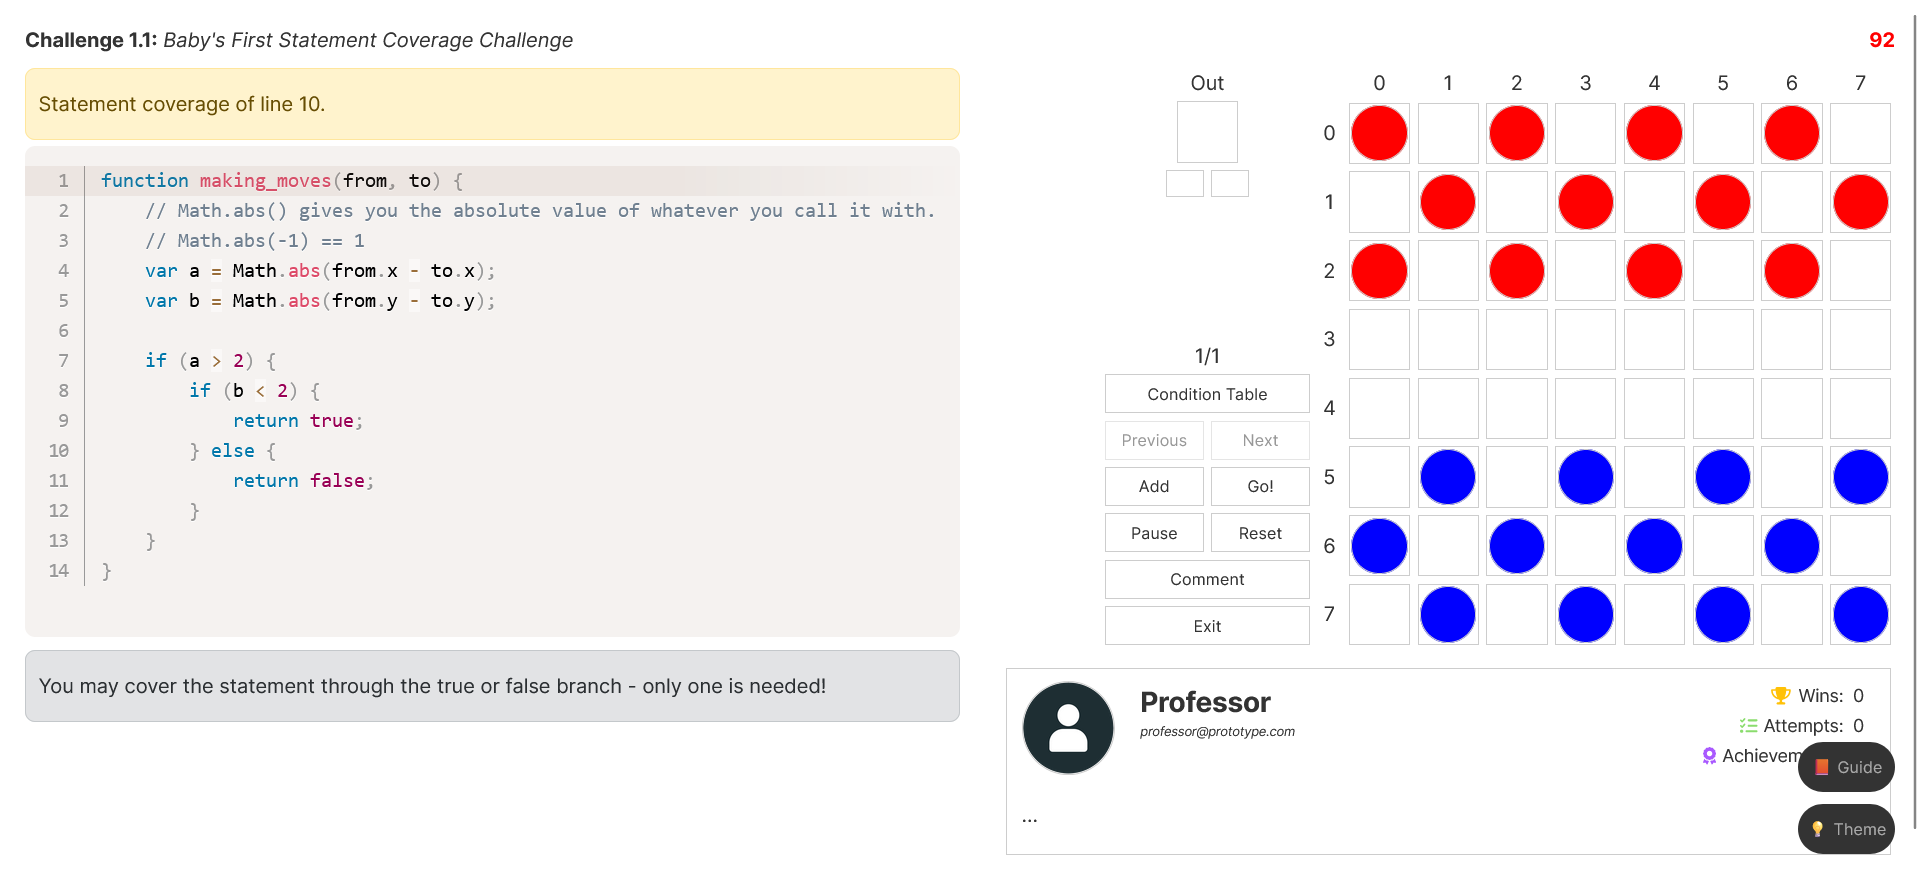 Challenge 1.1: Baby's First Statement Coverage Challenge
92
Statement coverage of line 10.
1 function making_moves(from, to) {
2 // Math.abs() gives you the absolute value of whatever you call it with.
3 // Math.abs(-1) == 1
4 var a = Math.abs(from.x - to.x);
5 var b = Math.abs(from.y - to.y);
6
7 if (a > 2) {
8 if (b < 2) {
9 return true;
10 } else {
11 return false;
12 }
13 }
14 }
You may cover the statement through the true or false branch - only one is needed!
Out
1/1
Condition Table
Previous Next
Add Go!
Pause Reset
Comment
Exit
0 1 2 3 4 5 6 7
0
1
2
3
4
5
6
7
Professor
professor@prototype.com
Wins: 0
Attempts: 0
Achievem
...
Guide
Theme